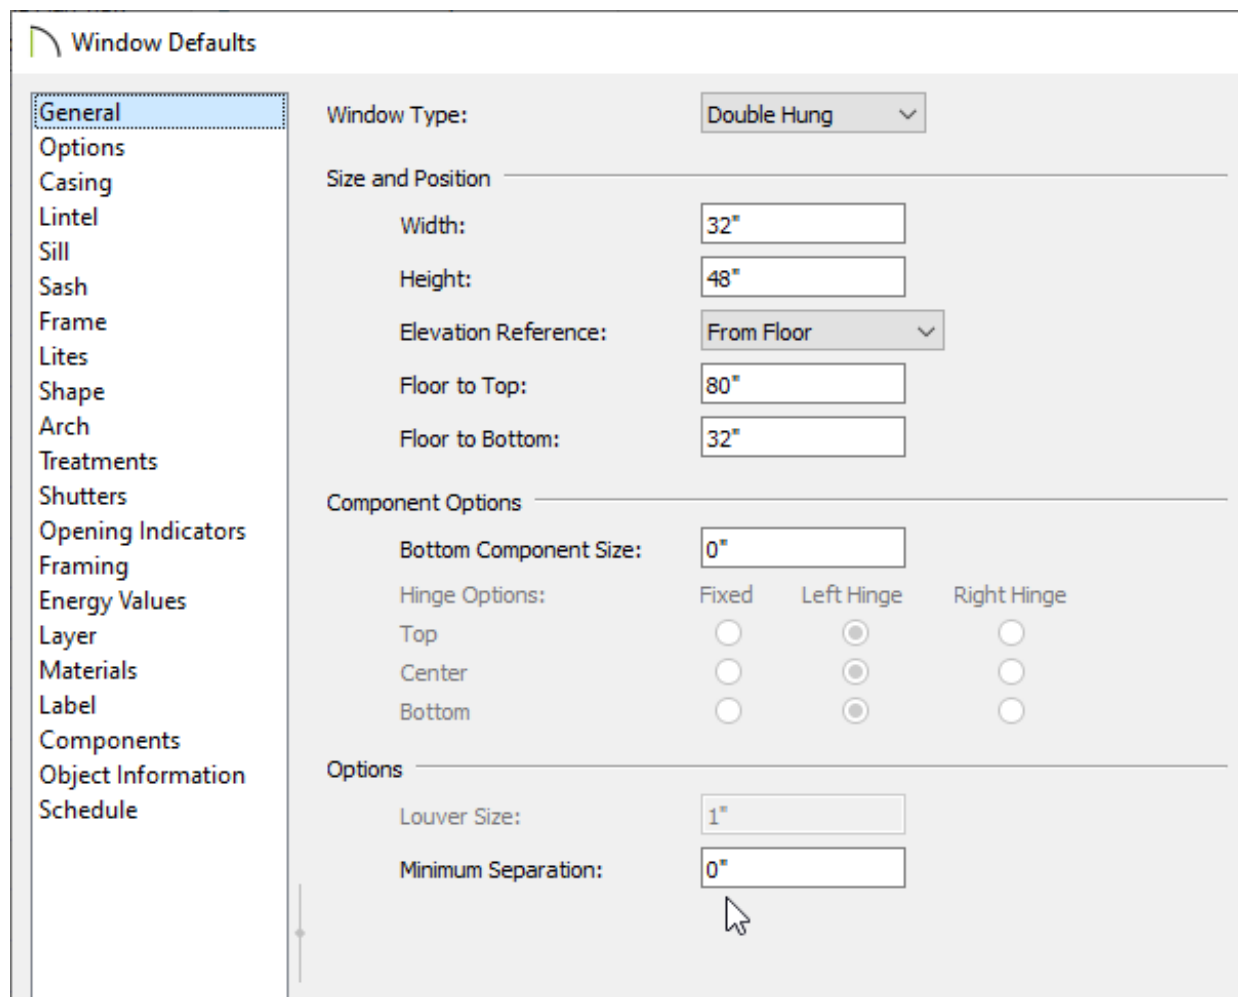 Window Defaults
General
Options
Casing
Lintel
Sill
Sash
Frame
Lites
Shape
Arch
Treatments
Shutters
Opening Indicators
Framing
Energy Values
Layer
Materials
Label
Components
Object Information
Schedule
Window Type: Double Hung
Size and Position
Width: 32"
Height: 48"
Elevation Reference: From Floor
Floor to Top: 80"
Floor to Bottom: 32"
Component Options
Bottom Component Size: 0"
Hinge Options: Fixed Left Hinge Right Hinge
Top
Center
Bottom
Options
Louver Size: 1"
Minimum Separation: 0"